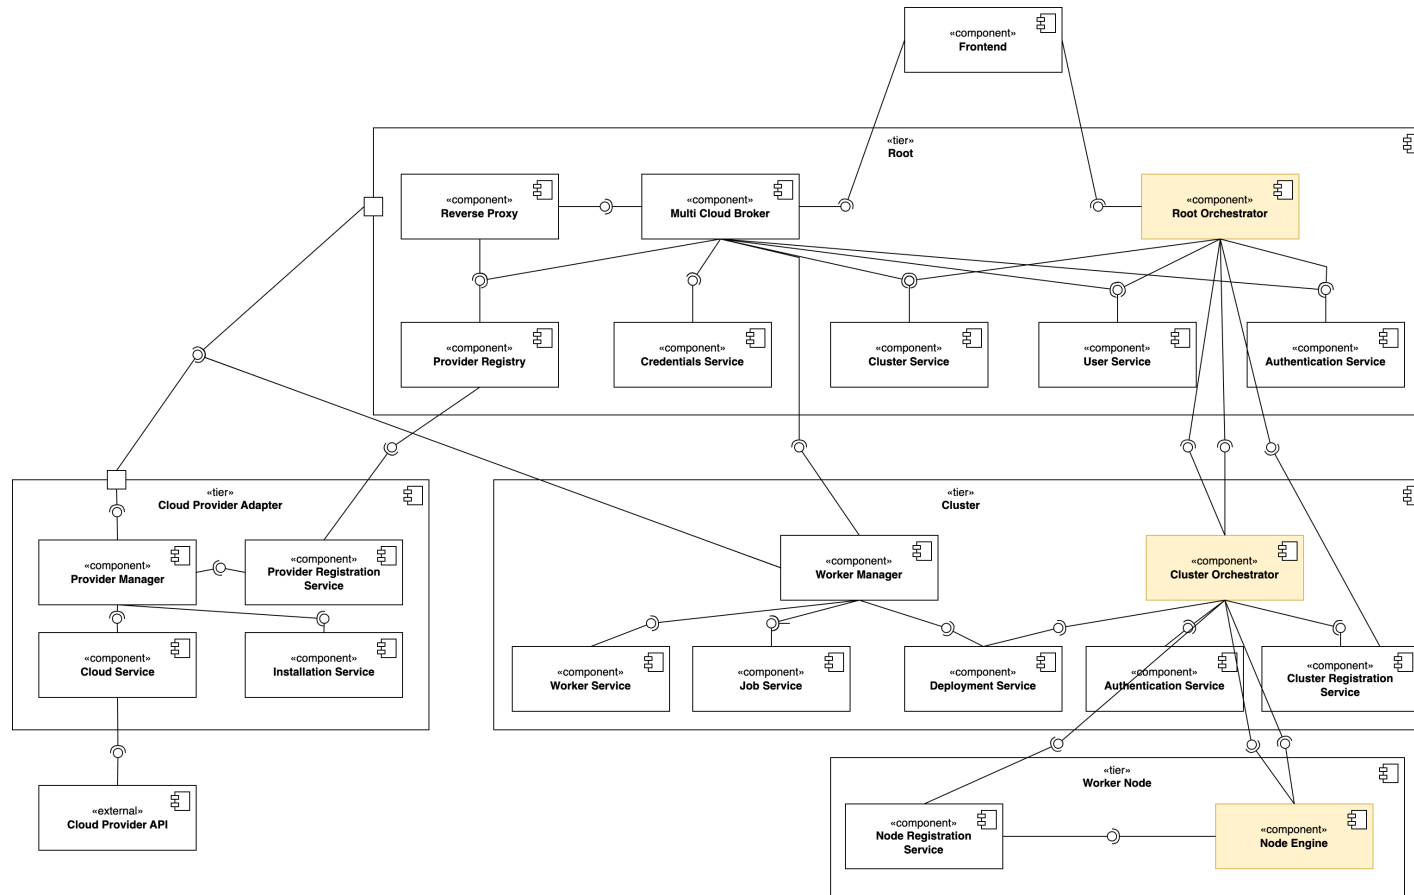 «component»
Frontend
«tier»
Root
«component»
Reverse Proxy
«component»
Multi Cloud Broker
«component»
Root Orchestrator
«component»
Provider Registry
«component»
Credentials Service
«component»
Cluster Service
«component»
User Service
«component»
Authentication Service
«tier»
Cloud Provider Adapter
«component»
Provider Manager
«component»
Provider Registration
Service
«component»
Cloud Service
«component»
Installation Service
«external»
Cloud Provider API
«tier»
Cluster
«component»
Worker Manager
«component»
Cluster Orchestrator
«component»
Worker Service
«component»
Job Service
«component»
Deployment Service
«component»
Authentication Service
«component»
Cluster Registration
Service
«tier»
Worker Node
«component»
Node Registration
Service
«component»
Node Engine